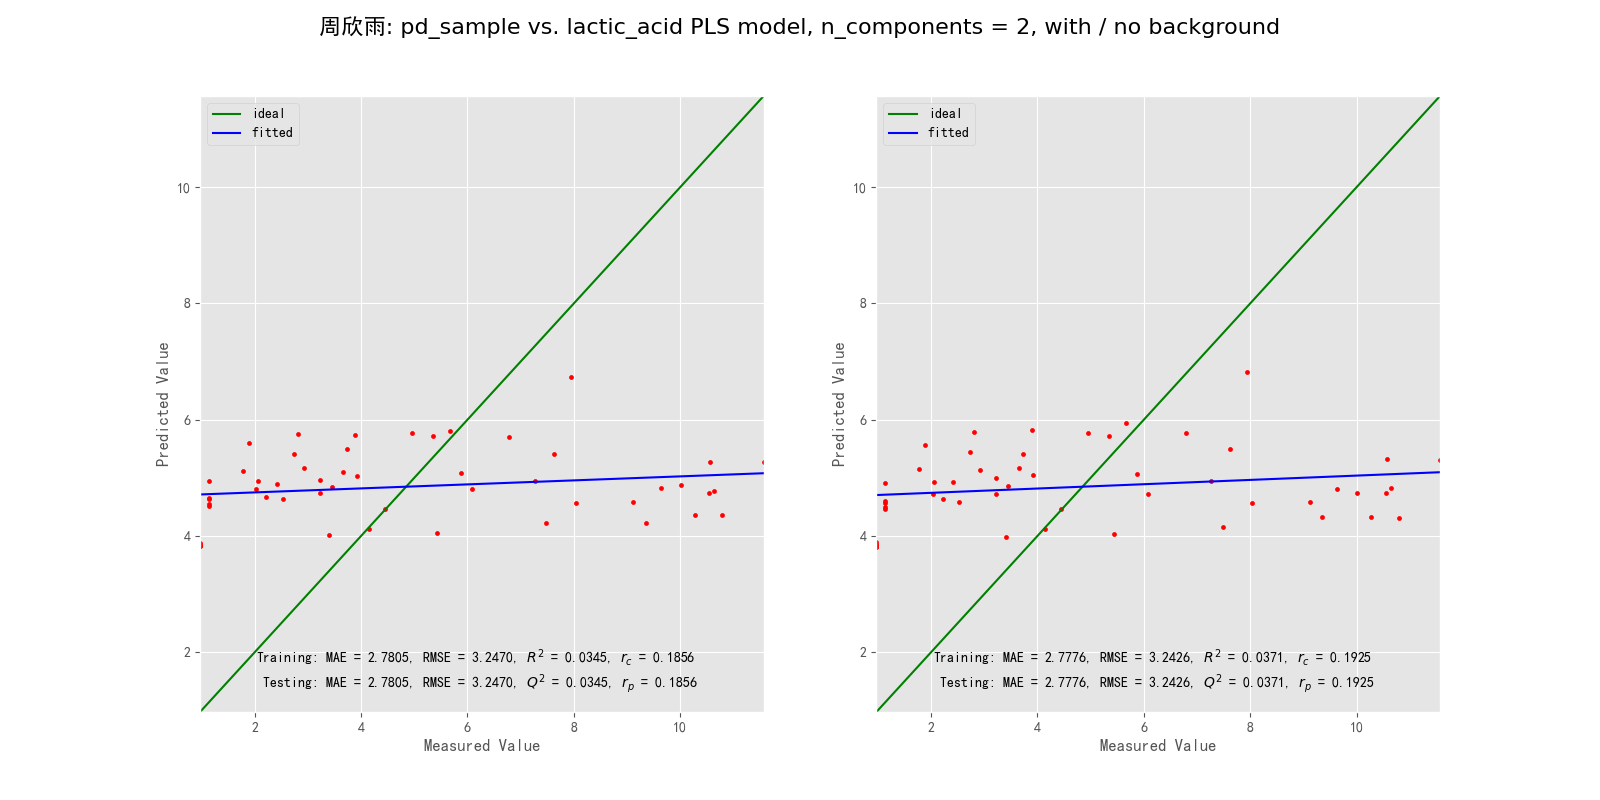 周欣雨: pd_sample vs. lactic_acid PLS model, n_components = 2, with / no background
ideal
fitted
10
8
6
4
2
Predicted Value
Training: MAE = 2.7805, RMSE = 3.2470, R² = 0.0345, r_c = 0.1856
Testing: MAE = 2.7805, RMSE = 3.2470, Q² = 0.0345, r_p = 0.1856
2 4 6 8 10
Measured Value
ideal
fitted
10
8
6
4
2
Predicted Value
Training: MAE = 2.7776, RMSE = 3.2426, R² = 0.0371, r_c = 0.1925
Testing: MAE = 2.7776, RMSE = 3.2426, Q² = 0.0371, r_p = 0.1925
2 4 6 8 10
Measured Value